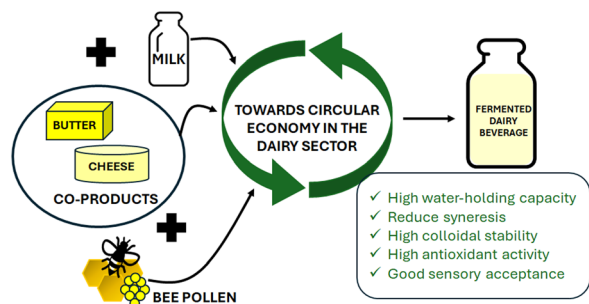 MILK
BUTTER
CHEESE
CO-PRODUCTS
BEE POLLEN
TOWARDS CIRCULAR
ECONOMY IN THE
DAIRY SECTOR
FERMENTED
DAIRY
BEVERAGE
✓ High water-holding capacity
✓ Reduce syneresis
✓ High colloidal stability
✓ High antioxidant activity
✓ Good sensory acceptance